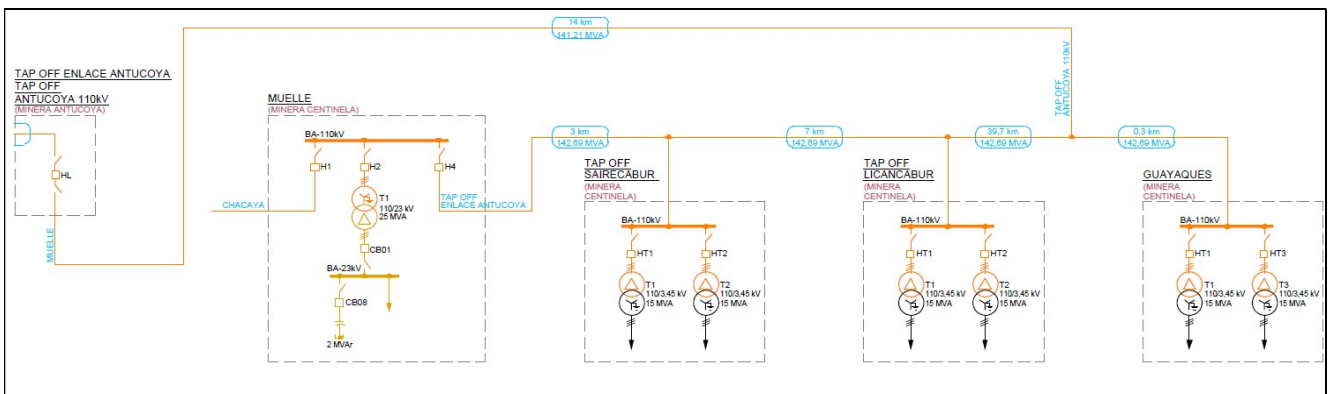 14 km
141,21 MVA
TAP OFF ENLACE ANTUCOYA
TAP OFF
ANTUCOYA 110kV
(MINERA ANTUCOYA)
HL
MUELLE
MUELLE
(MINERA CENTINELA)
BA-110kV
H1
H2
H4
CHACAYA
T1
110/23 kV
25 MVA
CB01
BA-23kV
CB08
2 MVAr
TAP OFF
ENLACE ANTUCOYA
3 km
142,69 MVA
7 km
142,69 MVA
39,7 km
142,69 MVA
TAP OFF
ANTUCOYA 110kV
0,3 km
142,69 MVA
TAP OFF
SAIRECABUR
(MINERA
CENTINELA)
BA-110kV
HT1
HT2
T1
110/3,45 kV
15 MVA
T2
110/3,45 kV
15 MVA
TAP OFF
LICANCABUR
(MINERA
CENTINELA)
BA-110kV
HT1
HT2
T1
110/3,45 kV
15 MVA
T2
110/3,45 kV
15 MVA
GUAYAQUES
(MINERA
CENTINELA)
BA-110kV
HT1
HT3
T1
110/3,45 kV
15 MVA
T3
110/3,45 kV
15 MVA